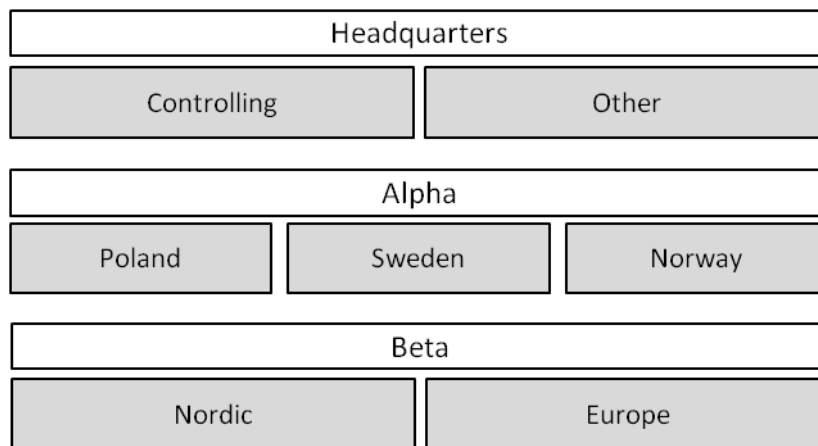 Headquarters
Controlling Other
Alpha
Poland Sweden Norway
Beta
Nordic Europe